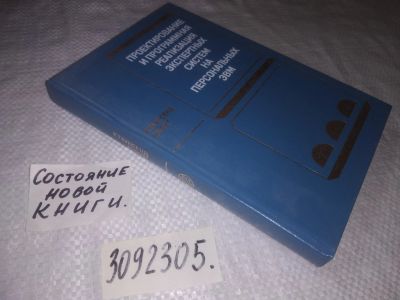 ПРОЕКТИРОВАНИЕ
И ПРОГРАММНАЯ
РЕАЛИЗАЦИЯ
ЭКСПЕРТНЫХ
СИСТЕМ
НА
ПЕРСОНАЛЬНЫХ
ЭВМ
СОСТОЯНИЕ
НОВОЙ
КНИГИ.
3092305.